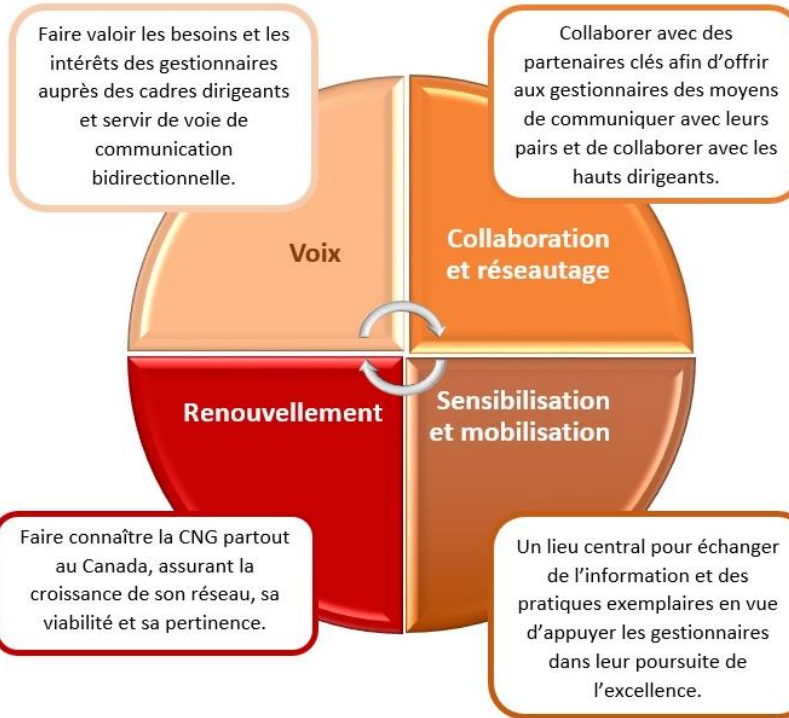 Faire valoir les besoins et les
intérêts des gestionnaires
auprès des cadres dirigeants
et servir de voie de
communication
bidirectionnelle.
Collaborer avec des
partenaires clés afin d’offrir
aux gestionnaires des moyens
de communiquer avec leurs
pairs et de collaborer avec les
hauts dirigeants.
Voix
Collaboration
et réseautage
Renouvellement
Sensibilisation
et mobilisation
Faire connaître la CNG partout
au Canada, assurant la
croissance de son réseau, sa
viabilité et sa pertinence.
Un lieu central pour échanger
de l’information et des
pratiques exemplaires en vue
d’appuyer les gestionnaires
dans leur poursuite de
l’excellence.